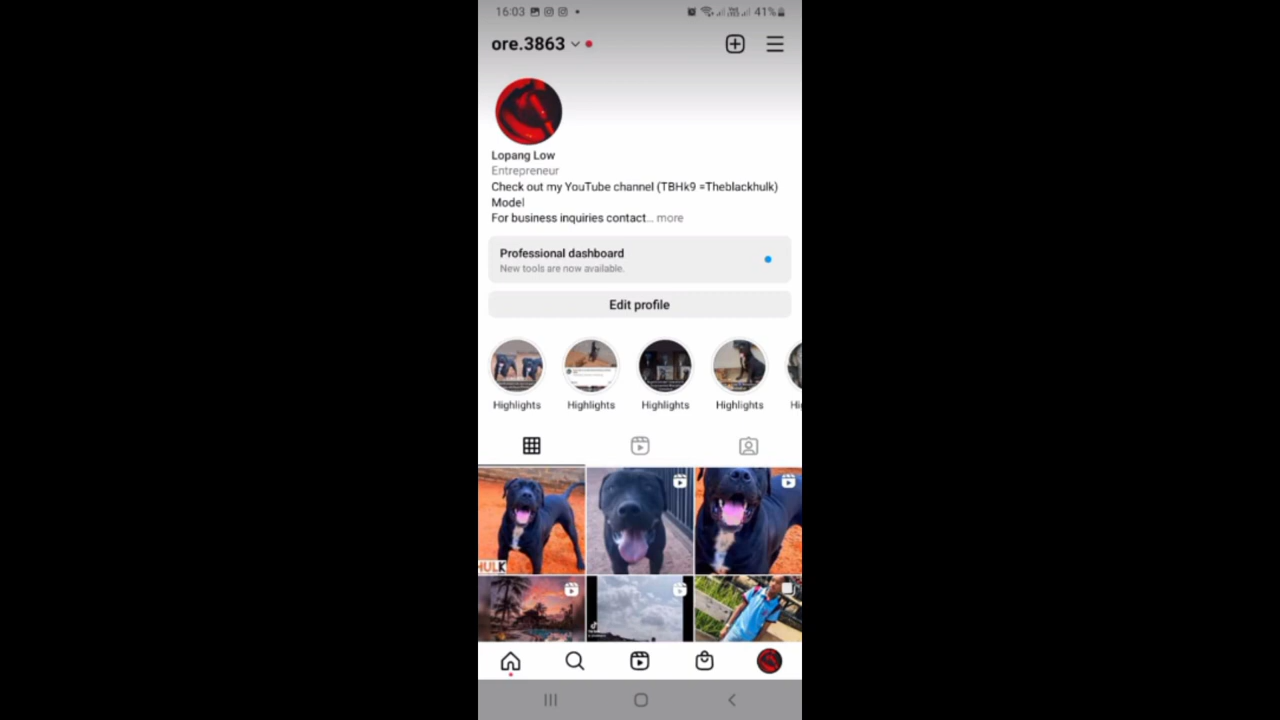 16:03
41%
ore.3863
Lopang Low
Entrepreneur
Check out my YouTube channel (TBHk9 =Theblackhulk)
Model
For business inquiries contact... more
Professional dashboard
New tools are now available.
Edit profile
Highlights
Highlights
Highlights
Highlights
Hi
HULK